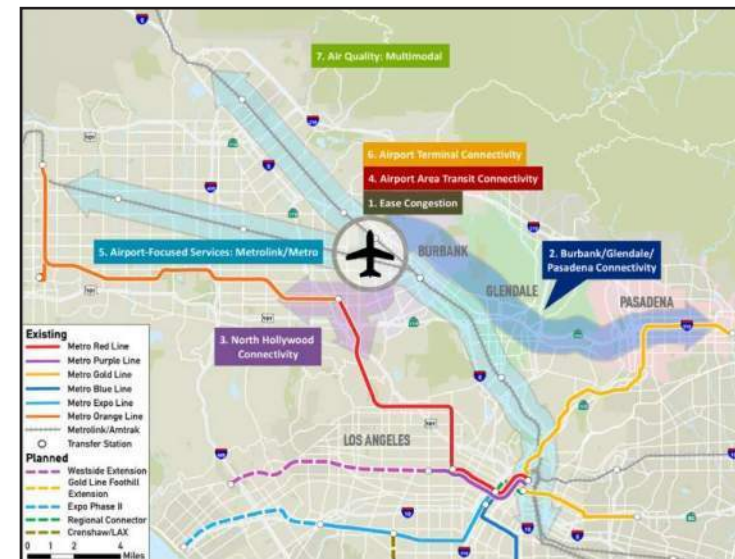 7. Air Quality: Multimodal
6. Airport Terminal Connectivity
4. Airport Area Transit Connectivity
1. Ease Congestion
5. Airport-Focused Services: Metrolink/Metro
BURBANK
2. Burbank/Glendale/
Pasadena Connectivity
GLENDALE
PASADENA
3. North Hollywood
Connectivity
LOS ANGELES
Existing
Metro Red Line
Metro Purple Line
Metro Gold Line
Metro Blue Line
Metro Expo Line
Metro Orange Line
Metrolink/Amtrak
Transfer Station
Planned
Westside Extension
Gold Line Foothill
Extension
Expo Phase II
Regional Connector
Crenshaw/LAX
0 1 2 4
Miles